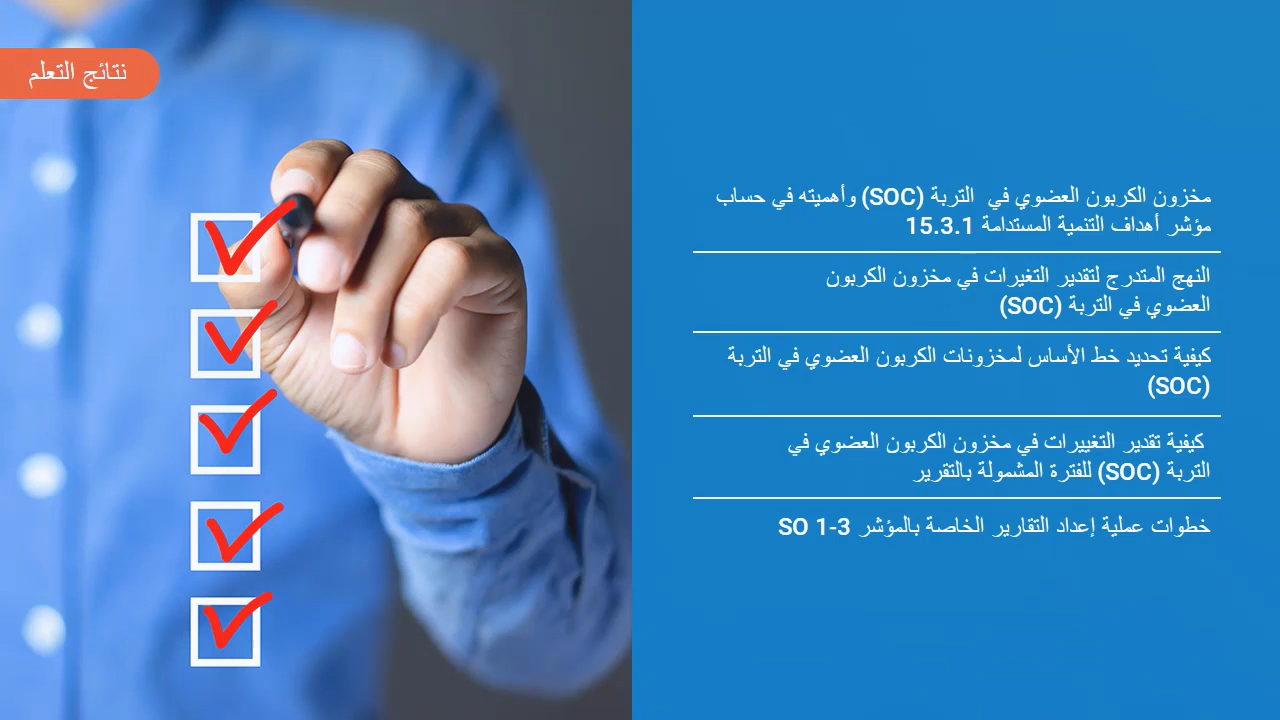 نتائج التعلم
مخزون الكربون العضوي في التربة (SOC) وأهميته في حساب
مؤشر أهداف التنمية المستدامة 15.3.1
النهج المتدرج لتقدير التغيرات في مخزون الكربون
العضوي في التربة (SOC)
كيفية تحديد خط الأساس لمخزونات الكربون العضوي في التربة
(SOC)
كيفية تقدير التغييرات في مخزون الكربون العضوي في
التربة (SOC) للفترة المشمولة بالتقرير
خطوات عملية إعداد التقارير الخاصة بالمؤشر SO 1-3